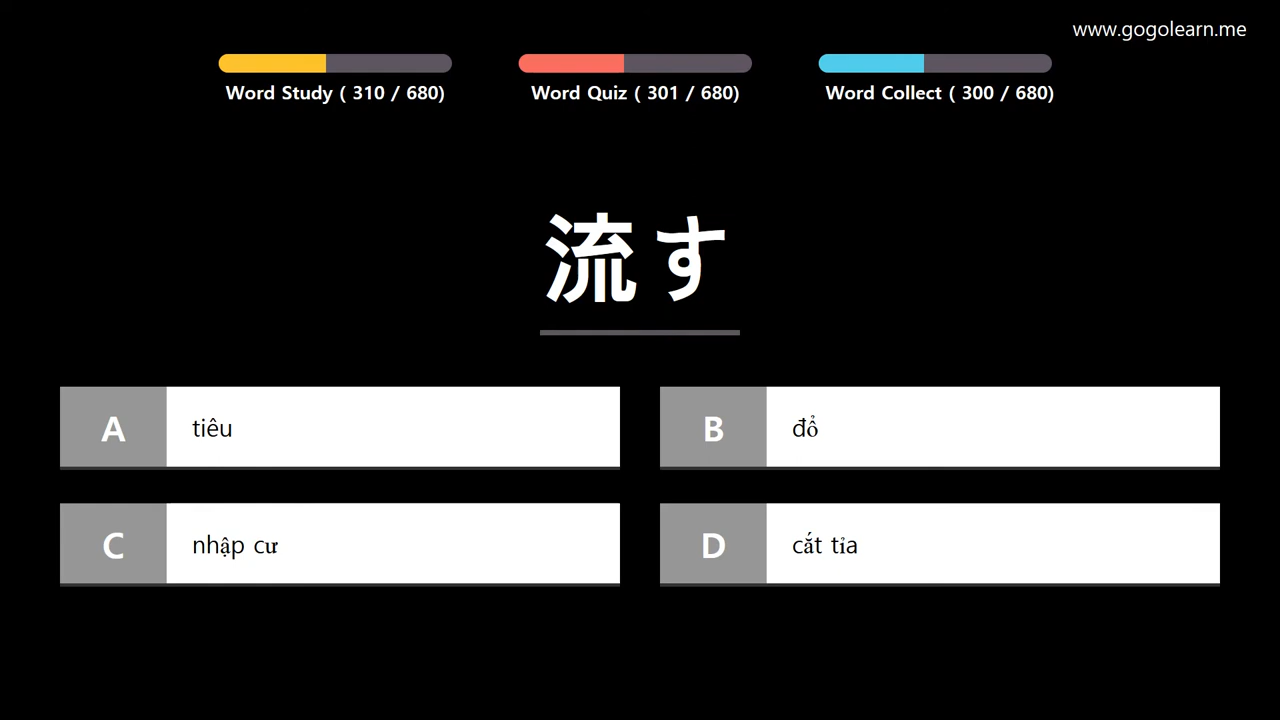 www.gogolearn.me
Word Study ( 310 / 680)
Word Quiz ( 301 / 680)
Word Collect ( 300 / 680)
流す
A
tiêu
B
đổ
C
nhập cư
D
cắt tỉa